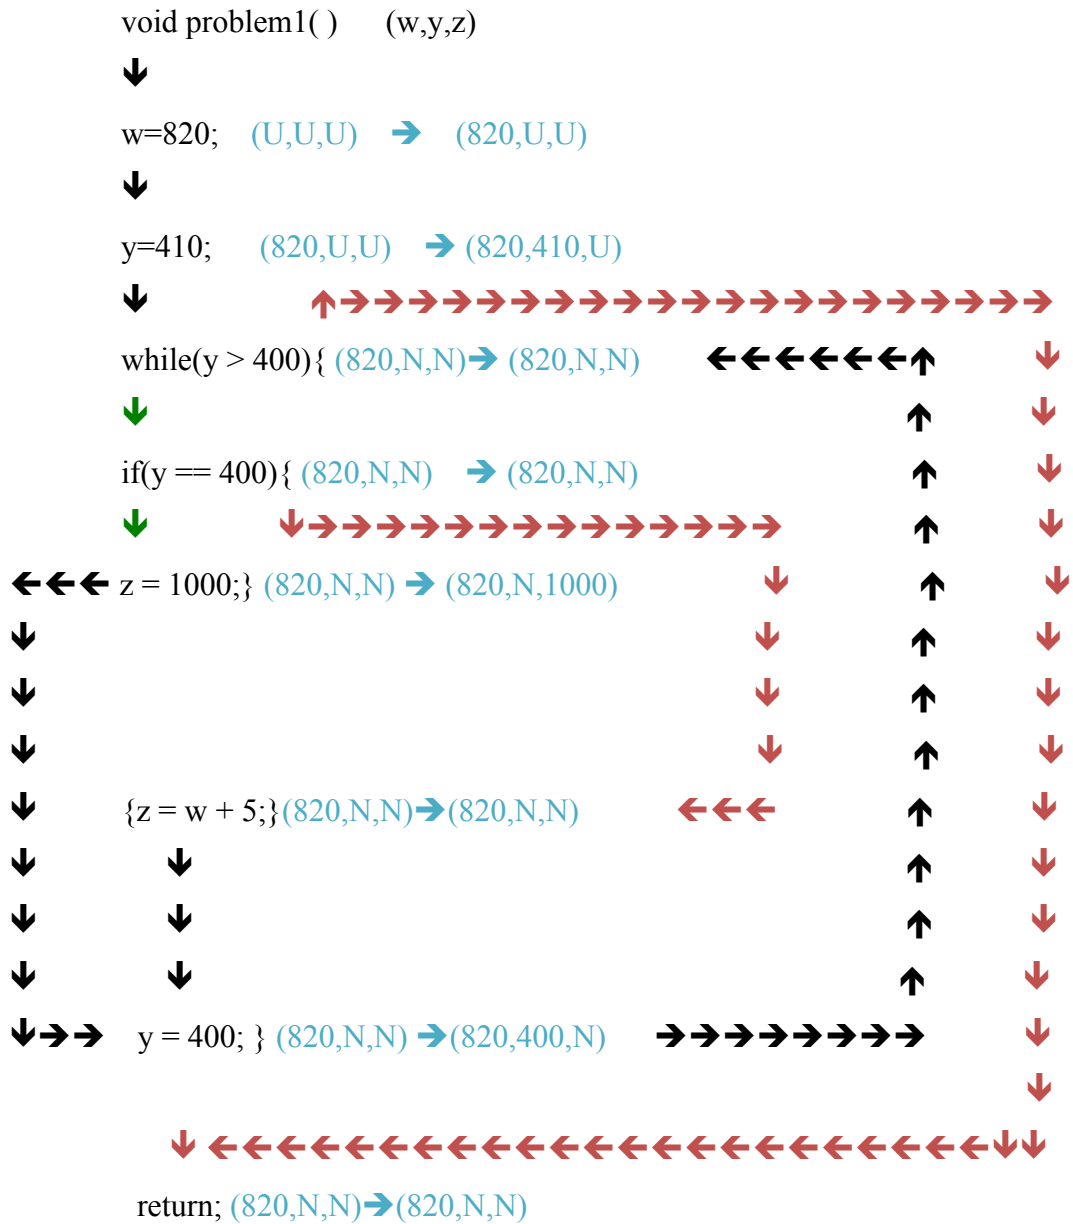 void problem1( ) (w,y,z)
w=820; (U,U,U) ➔ (820,U,U)
y=410; (820,U,U) ➔ (820,410,U)
while(y > 400){ (820,N,N)➔ (820,N,N)
if(y == 400){ (820,N,N) ➔ (820,N,N)
z = 1000;} (820,N,N) ➔ (820,N,1000)
{z = w + 5;}(820,N,N)➔(820,N,N)
y = 400; } (820,N,N) ➔(820,400,N)
return; (820,N,N)➔(820,N,N)